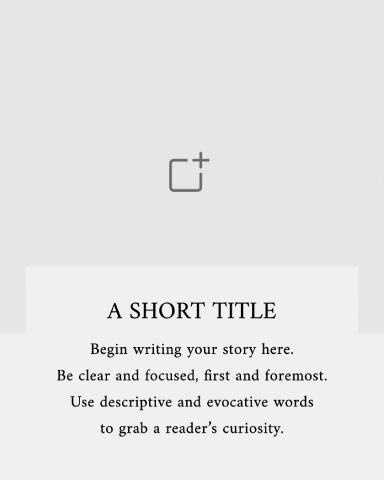 A SHORT TITLE
Begin writing your story here.
Be clear and focused, first and foremost.
Use descriptive and evocative words
to grab a reader’s curiosity.